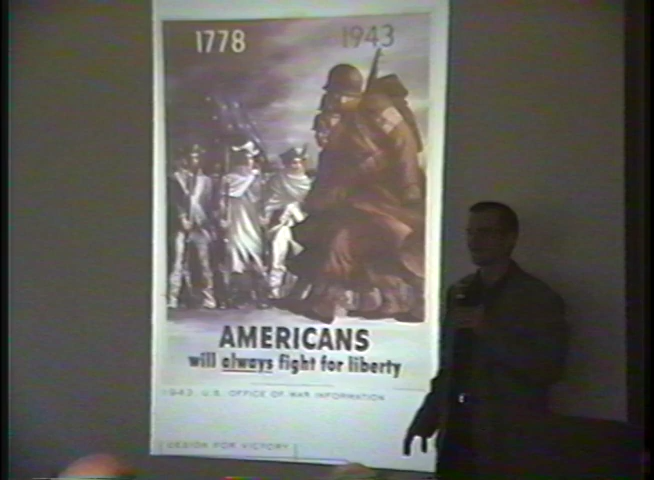 1778 1943
AMERICANS
will always fight for liberty
1943 U.S. OFFICE OF WAR INFORMATION
DESIGN FOR VICTORY